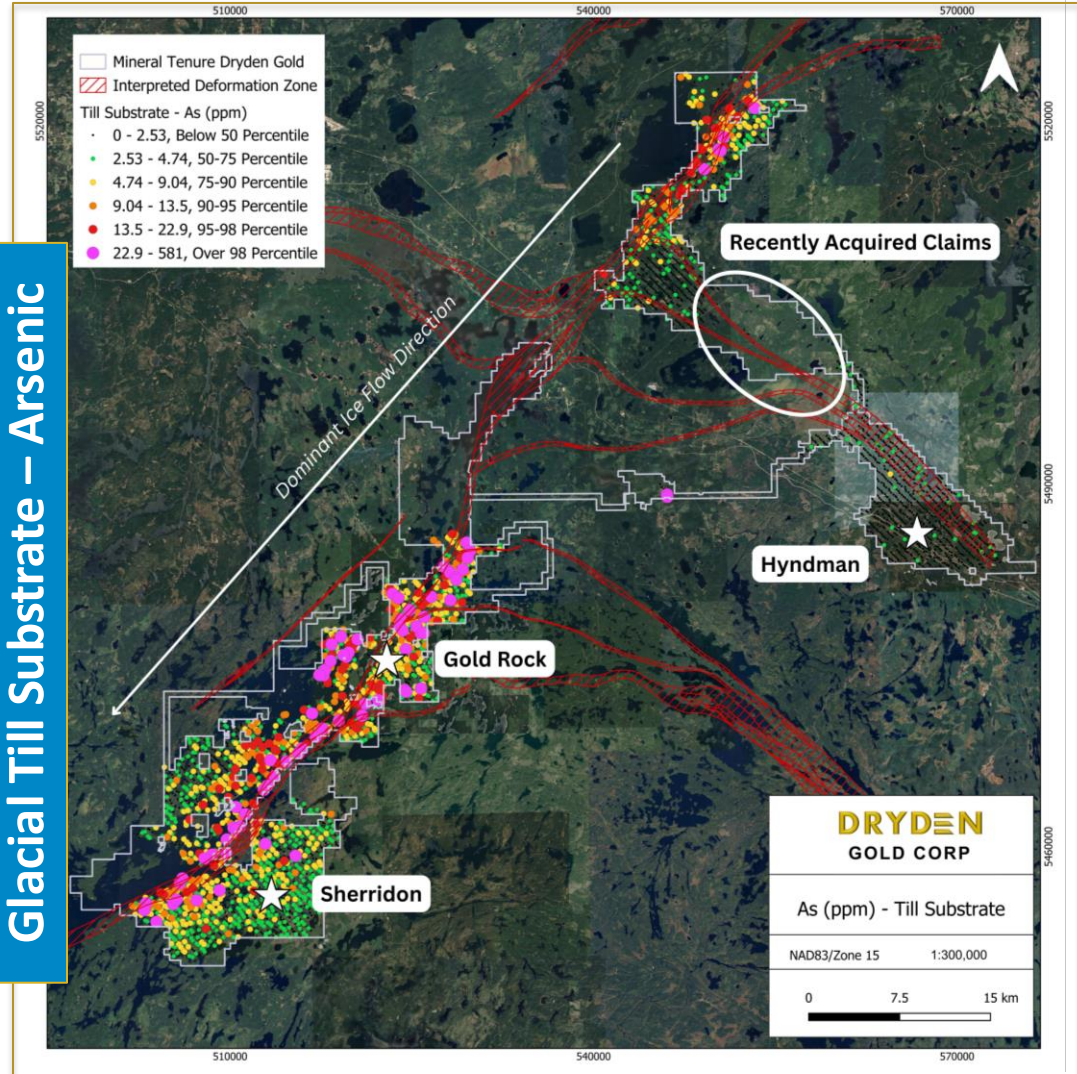 Glacial Till Substrate – Arsenic
510000
540000
570000
5520000
5520000
Mineral Tenure Dryden Gold
Interpreted Deformation Zone
Till Substrate - As (ppm)
0 - 2.53, Below 50 Percentile
2.53 - 4.74, 50-75 Percentile
4.74 - 9.04, 75-90 Percentile
9.04 - 13.5, 90-95 Percentile
13.5 - 22.9, 95-98 Percentile
22.9 - 581, Over 98 Percentile
Recently Acquired Claims
Dominant Ice Flow Direction
5490000
Hyndman
Gold Rock
Sherridon
5460000
DRYDEN
GOLD CORP
As (ppm) - Till Substrate
NAD83/Zone 15 1:300,000
0 7.5 15 km
510000
540000
570000